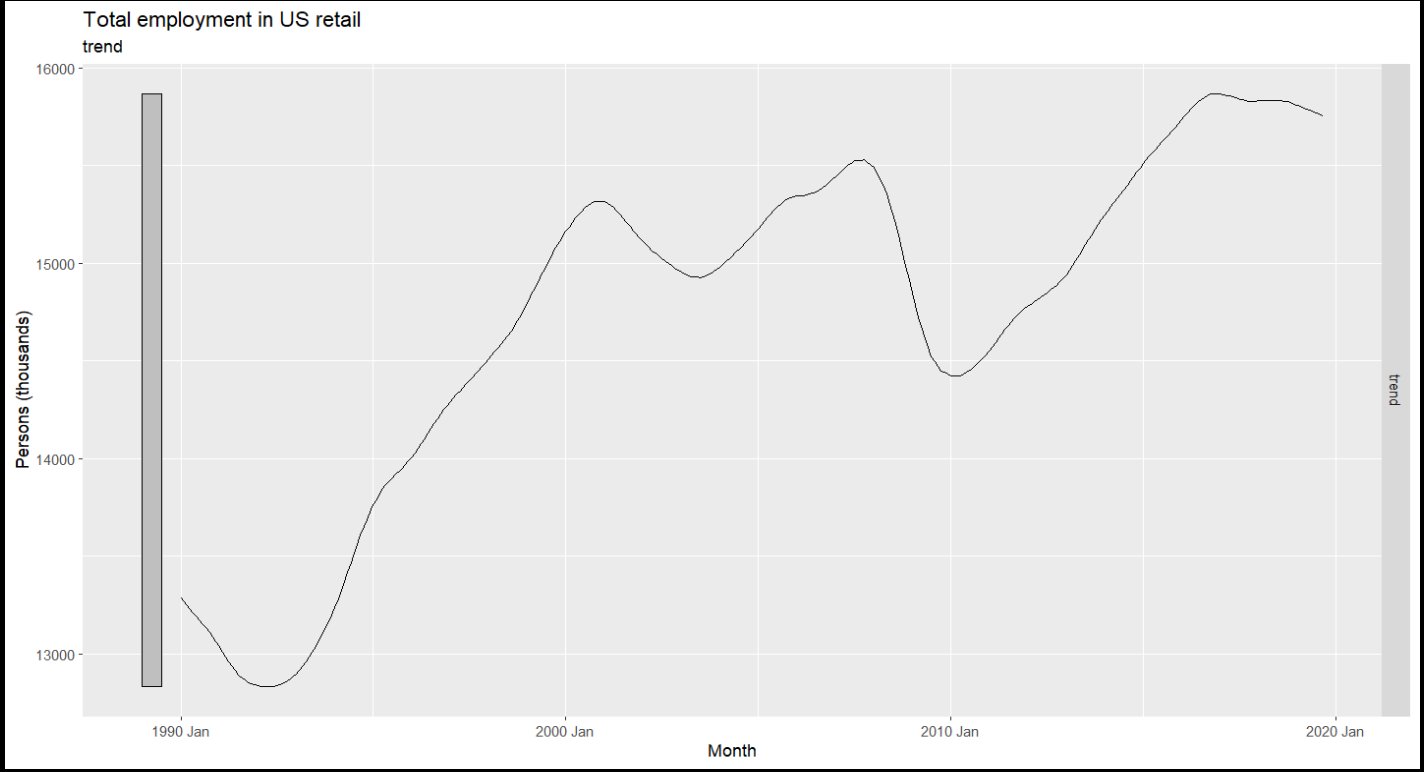 Total employment in US retail
trend
16000
15000
14000
13000
Persons (thousands)
trend
1990 Jan
2000 Jan
2010 Jan
2020 Jan
Month